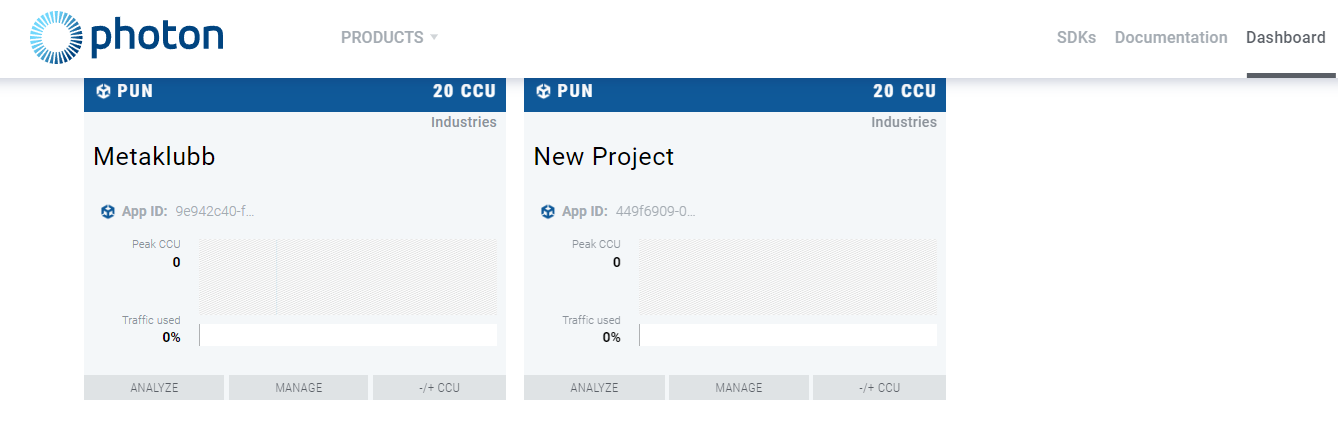 photon PRODUCTS SDKs Documentation Dashboard
PUN 20 CCU
Industries
Metaklubb
App ID: 9e942c40-f...
Peak CCU
0
Traffic used
0%
ANALYZE MANAGE -/+ CCU
PUN 20 CCU
Industries
New Project
App ID: 449f6909-0...
Peak CCU
0
Traffic used
0%
ANALYZE MANAGE -/+ CCU